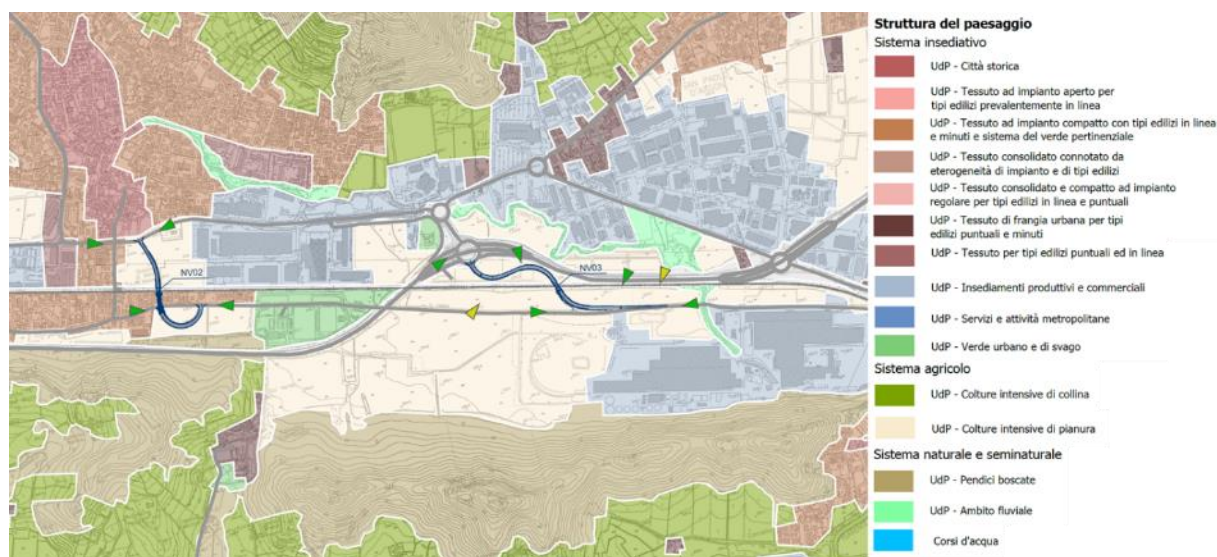 Struttura del paesaggio
Sistema insediativo
UdP - Città storica
UdP - Tessuto ad impianto aperto per
tipi edilizi prevalentemente in linea
UdP - Tessuto ad impianto compatto con tipi edilizi in linea
e minuti e sistema del verde pertinenziale
UdP - Tessuto consolidato connotato da
eterogeneità di impianto e di tipi edilizi
UdP - Tessuto consolidato e compatto ad impianto
regolare per tipi edilizi in linea e puntuali
UdP - Tessuto di frangia urbana per tipi
edilizi puntuali e minuti
UdP - Tessuto per tipi edilizi puntuali ed in linea
UdP - Insediamenti produttivi e commerciali
UdP - Servizi e attività metropolitane
UdP - Verde urbano e di svago
Sistema agricolo
UdP - Colture intensive di collina
UdP - Colture intensive di pianura
Sistema naturale e seminaturale
UdP - Pendici boscate
UdP - Ambito fluviale
Corsi d'acqua
NV02
NV03